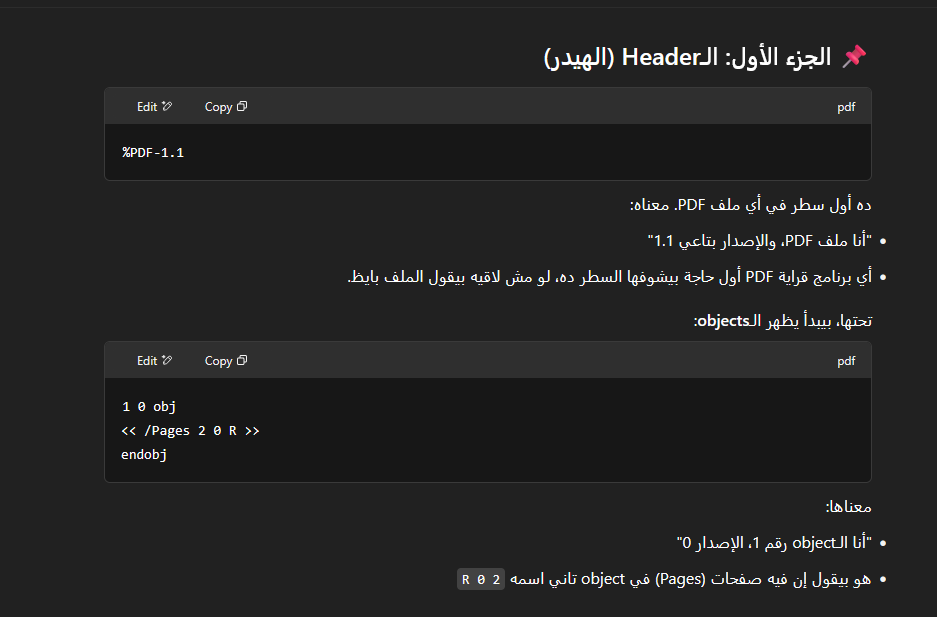 📌 الجزء الأول: الـHeader (الهيدر)
pdf Copy Edit
%PDF-1.1
ده أول سطر في أي ملف PDF. معناه:
• "أنا ملف PDF، والإصدار بتاعي 1.1"
• أي برنامج قراية PDF أول حاجة بيشوفها السطر ده، لو مش لاقيه بيقول الملف بايظ.
تحتها، بيبدأ يظهر الـobjects:
pdf Copy Edit
1 0 obj
<< /Pages 2 0 R >>
endobj
معناها:
• "أنا الـobject رقم 1، الإصدار 0"
• هو بيقول إن فيه صفحات (Pages) في object تاني اسمه 2 0 R